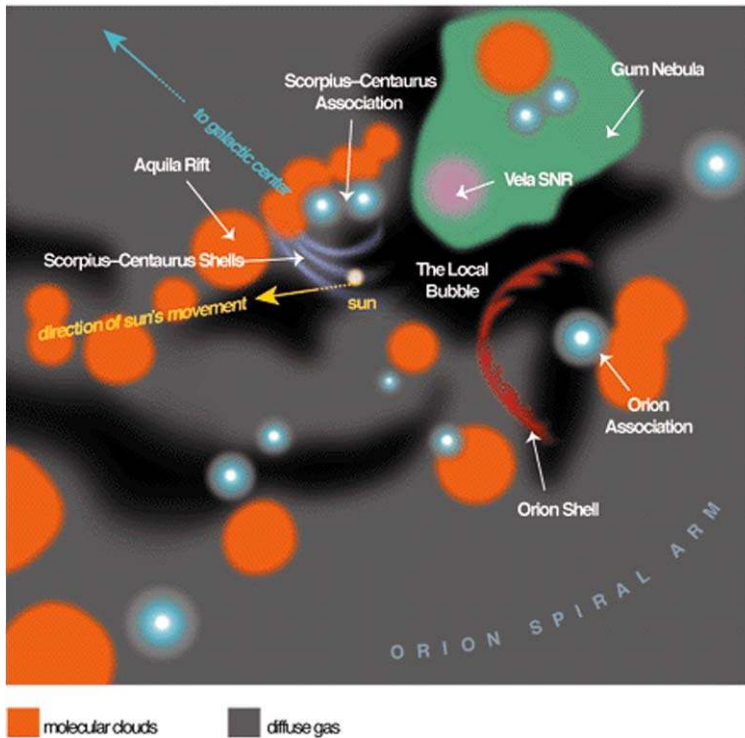 Scorpius–Centaurus
Association
Gum Nebula
to galactic center
Aquila Rift
Vela SNR
Scorpius–Centaurus Shells
The Local
Bubble
sun
direction of sun's movement
Orion
Association
Orion Shell
ORION SPIRAL ARM
molecular clouds
diffuse gas